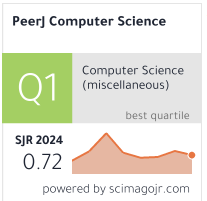 PeerJ Computer Science
Q1
Computer Science
(miscellaneous)
best quartile
SJR 2024
0.72
powered by scimagojr.com